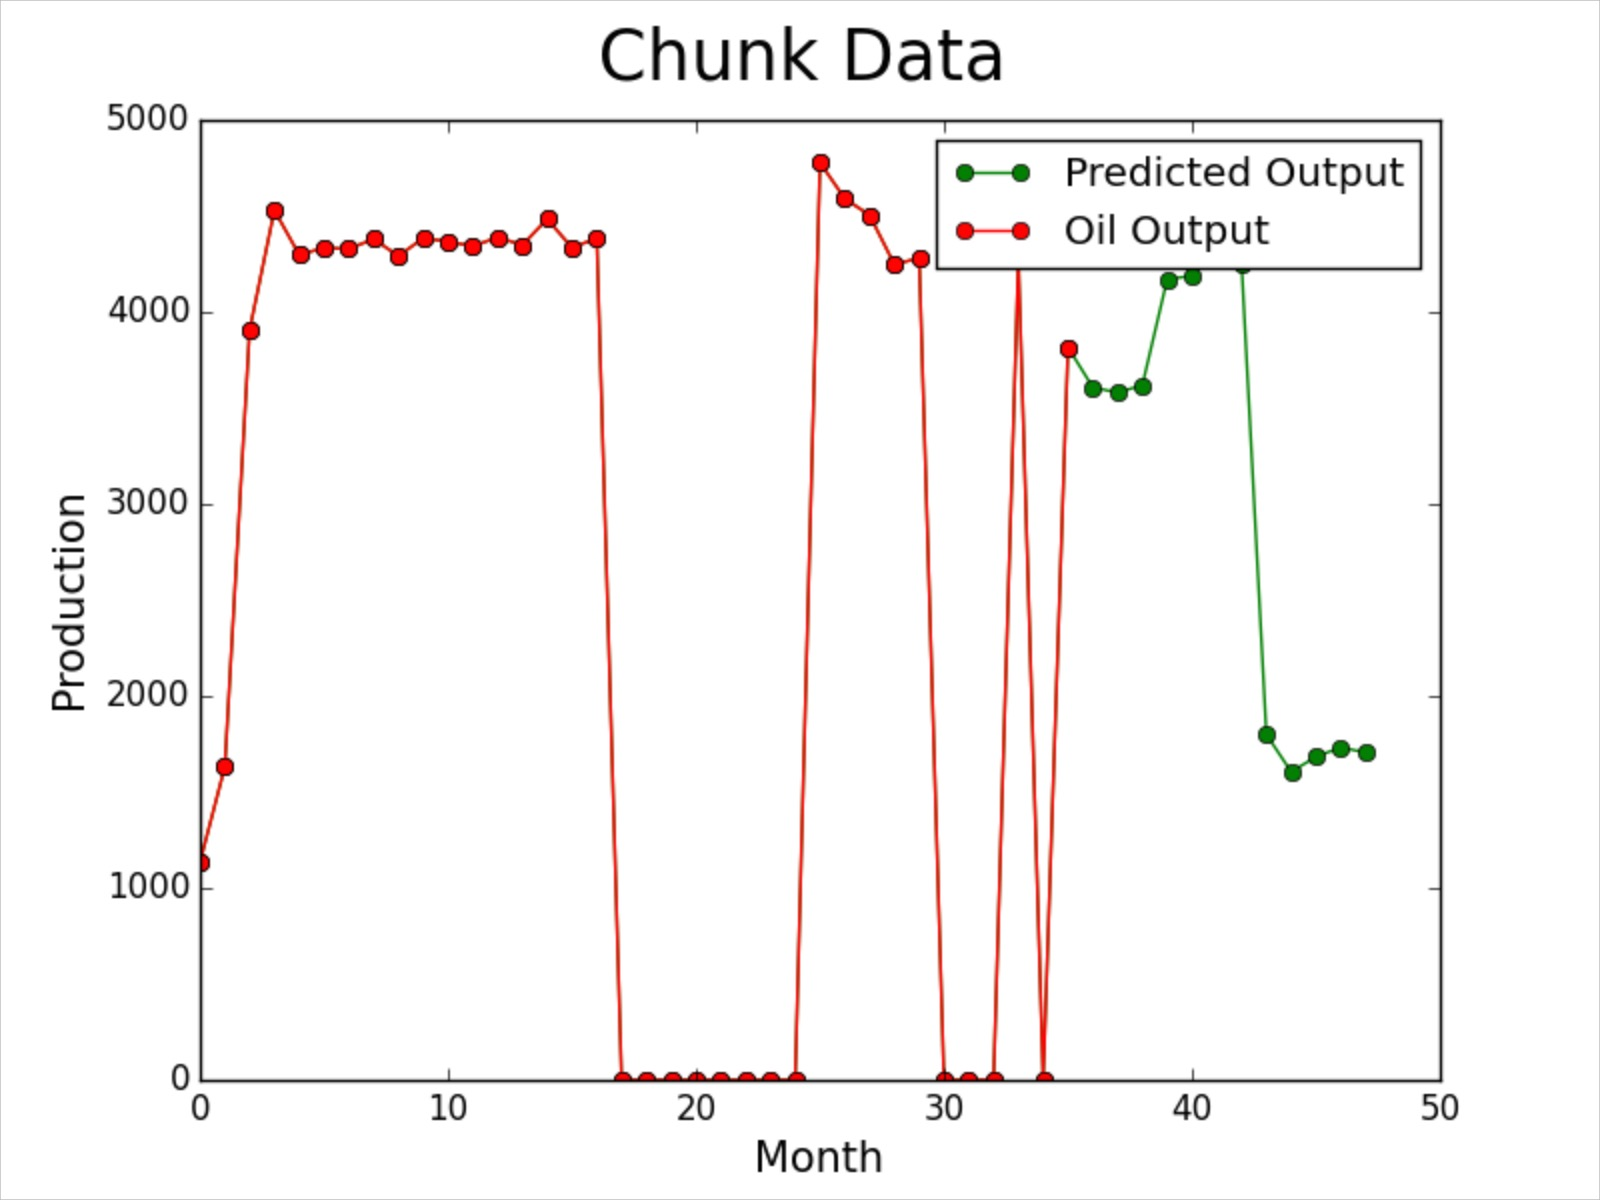 Chunk Data
5000
4000
3000
2000
1000
0
Production
Predicted Output
Oil Output
0 10 20 30 40 50
Month